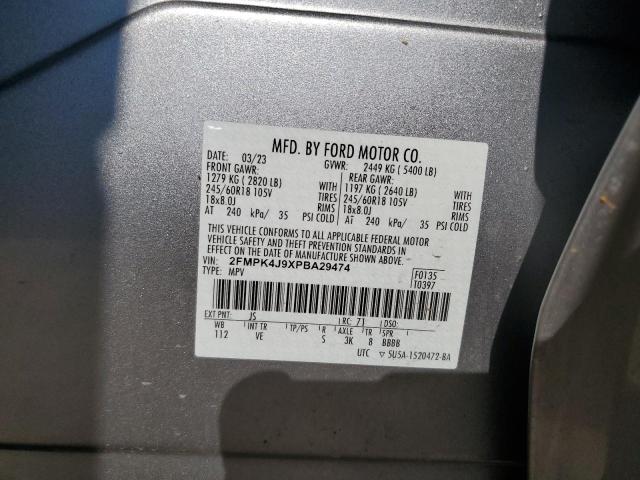 MFD. BY FORD MOTOR CO.
DATE: 03/23 GVWR: 2449 KG ( 5400 LB)
FRONT GAWR: REAR GAWR:
1279 KG ( 2820 LB) WITH 1197 KG ( 2640 LB) WITH
245/60R18 105V TIRES 245/60R18 105V TIRES
18x8.0J RIMS 18x8.0J RIMS
AT 240 kPa/ 35 PSI COLD AT 240 kPa/ 35 PSI COLD
THIS VEHICLE CONFORMS TO ALL APPLICABLE FEDERAL MOTOR
VEHICLE SAFETY AND THEFT PREVENTION STANDARDS IN
EFFECT ON THE DATE OF MANUFACTURE SHOWN ABOVE.
VIN: 2FMPK4J9XPBA29474 F0135
TYPE: MPV T0397
EXT PNT: JS RC: 71 DSO:
WB INT TR TP/PS R AXLE TR SPR
112 VE S 3K 8 BBBB
UTC ▽ 5U5A-1520472-BA